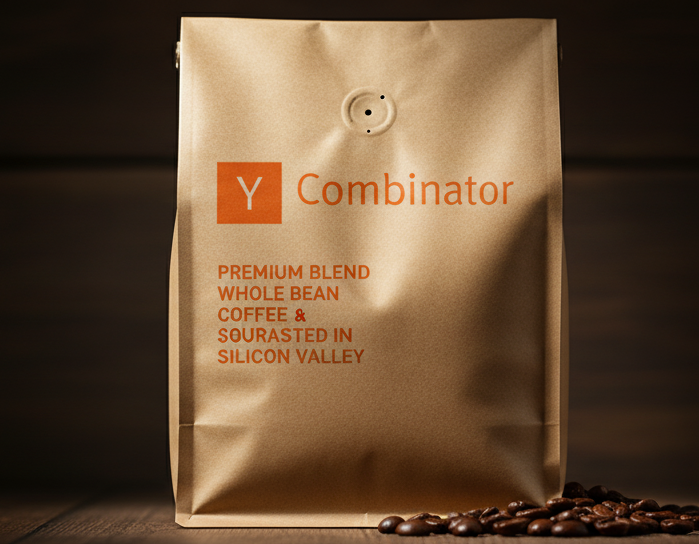 Y Combinator
PREMIUM BLEND
WHOLE BEAN
COFFEE &
SOURASTED IN
SILICON VALLEY